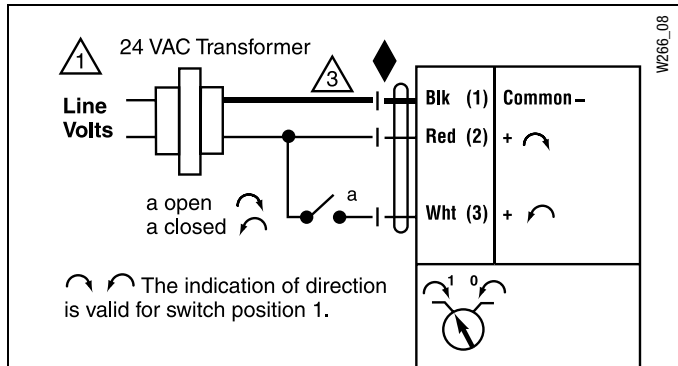 W266_08
1
24 VAC Transformer
3
Line
Volts
Blk (1) Common –
Red (2) +
a
a open
a closed
Wht (3) +
The indication of direction
is valid for switch position 1.
1 0